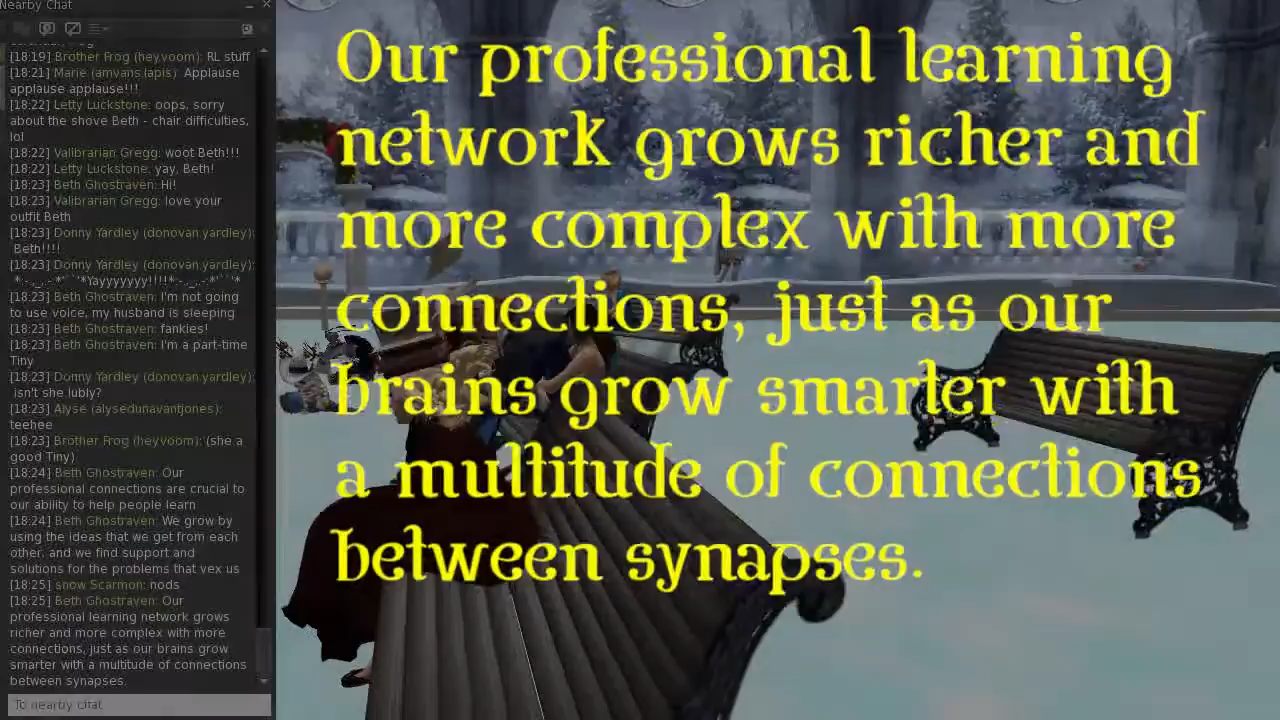 Nearby Chat
[18:19] Brother Frog (heyvoom): RL stuff
[18:21] Marie (amvans.lapis): Applause
applause applause!!!
[18:22] Letty Luckstone: oops, sorry
about the shove Beth - chair difficulties,
lol
[18:22] Valibrarian Gregg: woot Beth!!!
[18:22] Letty Luckstone: yay, Beth!
[18:23] Beth Ghostraven: Hi!
[18:23] Valibrarian Gregg: love your
outfit Beth
[18:23] Donny Yardley (donovan.yardley):
Beth!!!!
[18:23] Donny Yardley (donovan.yardley):
Yayyyyyyy!!!!
[18:23] Beth Ghostraven: I'm not going
to use voice, my husband is sleeping
[18:23] Beth Ghostraven: fankies!
[18:23] Beth Ghostraven: I'm a part-time
Tiny
[18:23] Donny Yardley (donovan.yardley):
isn't she lubly?
[18:23] Alyse (alysedunavantjones):
teehee
[18:23] Brother Frog (heyvoom): (she a
good Tiny)
[18:24] Beth Ghostraven: Our
professional connections are crucial to
our ability to help people learn
[18:24] Beth Ghostraven: We grow by
using the ideas that we get from each
other, and we find support and
solutions for the problems that vex us
[18:25] snow Scarmon: nods
[18:25] Beth Ghostraven: Our
professional learning network grows
richer and more complex with more
connections, just as our brains grow
smarter with a multitude of connections
between synapses.
To nearby chat
Our professional learning
network grows richer and
more complex with more
connections, just as our
brains grow smarter with
a multitude of connections
between synapses.